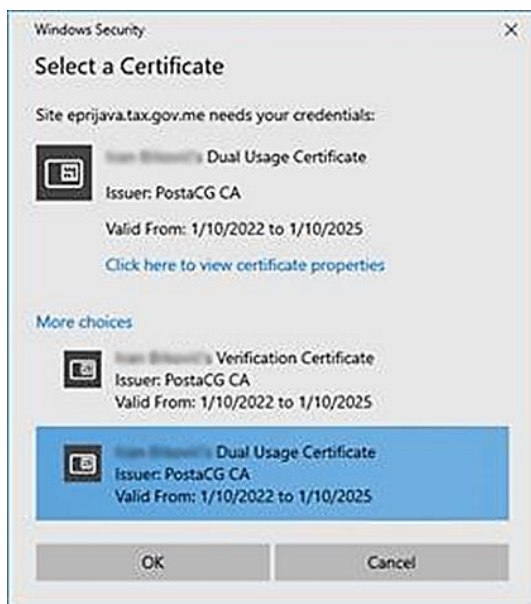 Windows Security
Select a Certificate
Site eprijava.tax.gov.me needs your credentials:
Dual Usage Certificate
Issuer: PostaCG CA
Valid From: 1/10/2022 to 1/10/2025
Click here to view certificate properties
More choices
Verification Certificate
Issuer: PostaCG CA
Valid From: 1/10/2022 to 1/10/2025
Dual Usage Certificate
Issuer: PostaCG CA
Valid From: 1/10/2022 to 1/10/2025
OK
Cancel